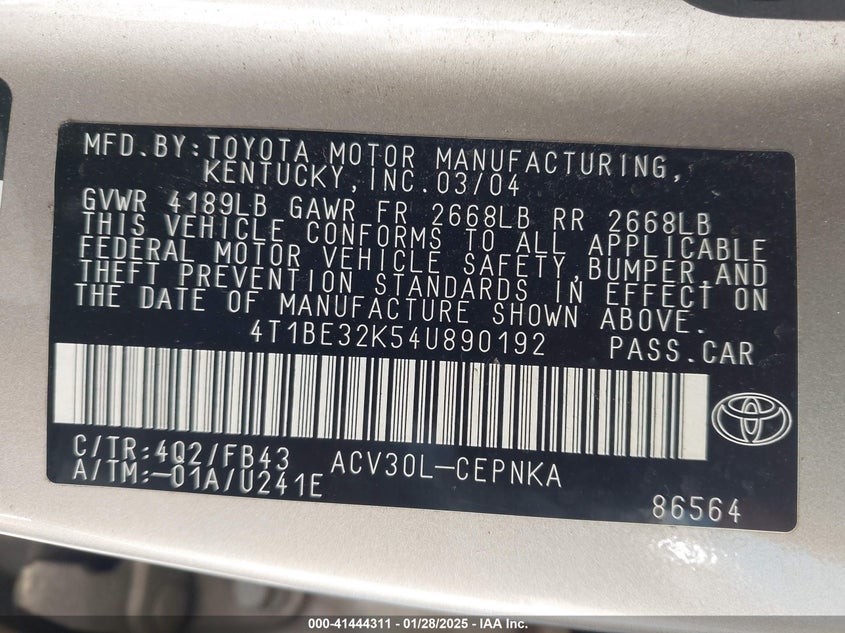 MFD.BY:TOYOTA MOTOR MANUFACTURING,
KENTUCKY,INC.03/04
GVWR 4189LB GAWR FR 2668LB RR 2668LB
THIS VEHICLE CONFORMS TO ALL APPLICABLE
FEDERAL MOTOR VEHICLE SAFETY,BUMPER,AND
THEFT PREVENTION STANDARDS IN EFFECT ON
THE DATE OF MANUFACTURE SHOWN ABOVE.
4T1BE32K54U890192 PASS.CAR
C/TR:4Q2/FB43 ACV30L-CEPNKA
A/TM:-01A/U241E
86564
000-41444311 - 01/28/2025 - IAA Inc.